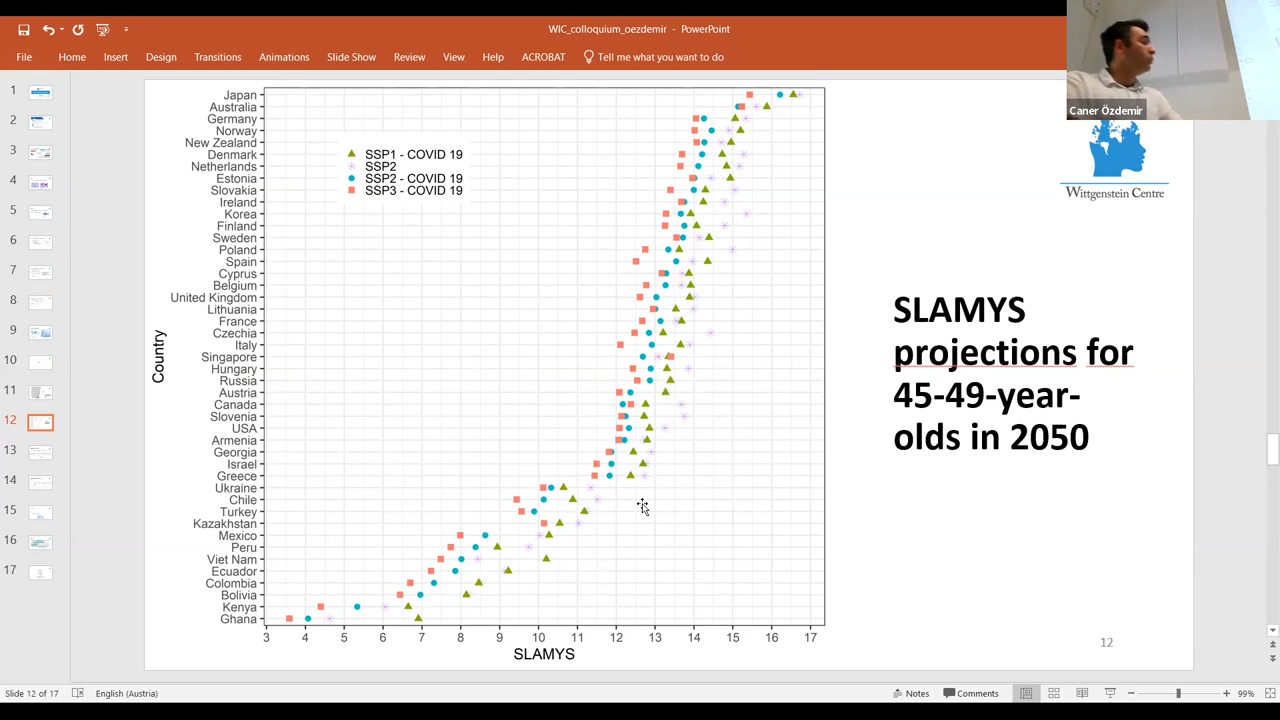 WIC_colloquium_oezdemir - PowerPoint
File Home Insert Design Transitions Animations Slide Show Review View Help ACROBAT Tell me what you want to do
Caner Özdemir
1
2
5
6
7
8
9
10
11
12
13
14
15
16
17
Country
Japan
Australia
Germany
Norway
New Zealand
Denmark
Netherlands
Estonia
Slovakia
Ireland
Korea
Finland
Sweden
Poland
Spain
Cyprus
Belgium
United Kingdom
Lithuania
France
Czechia
Italy
Singapore
Hungary
Russia
Austria
Canada
Slovenia
USA
Armenia
Georgia
Israel
Greece
Ukraine
Chile
Turkey
Kazakhstan
Mexico
Peru
Viet Nam
Ecuador
Colombia
Bolivia
Kenya
Ghana
SSP1 - COVID 19
SSP2
SSP2 - COVID 19
SSP3 - COVID 19
3 4 5 6 7 8 9 10 11 12 13 14 15 16 17
SLAMYS
Wittgenstein Centre
SLAMYS
projections for
45-49-year-
olds in 2050
12
Slide 12 of 17 English (Austria) Notes Comments 99%